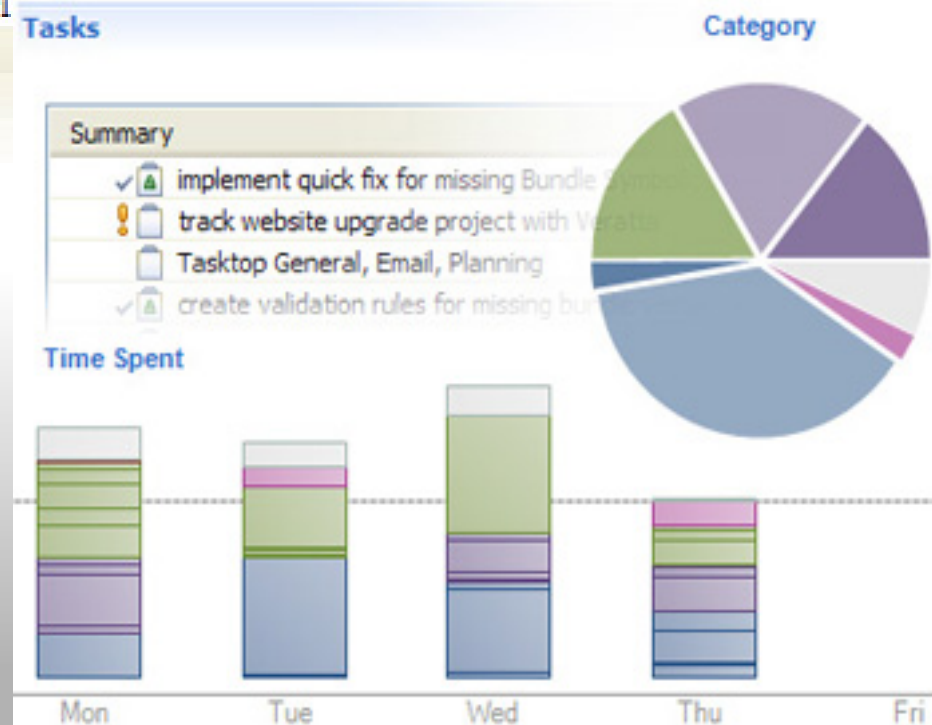 Tasks
Category
Summary
implement quick fix for missing Bundle
track website upgrade project with
Tasktop General, Email, Planning
create validation rules for missing
Time Spent
Mon
Tue
Wed
Thu
Fri